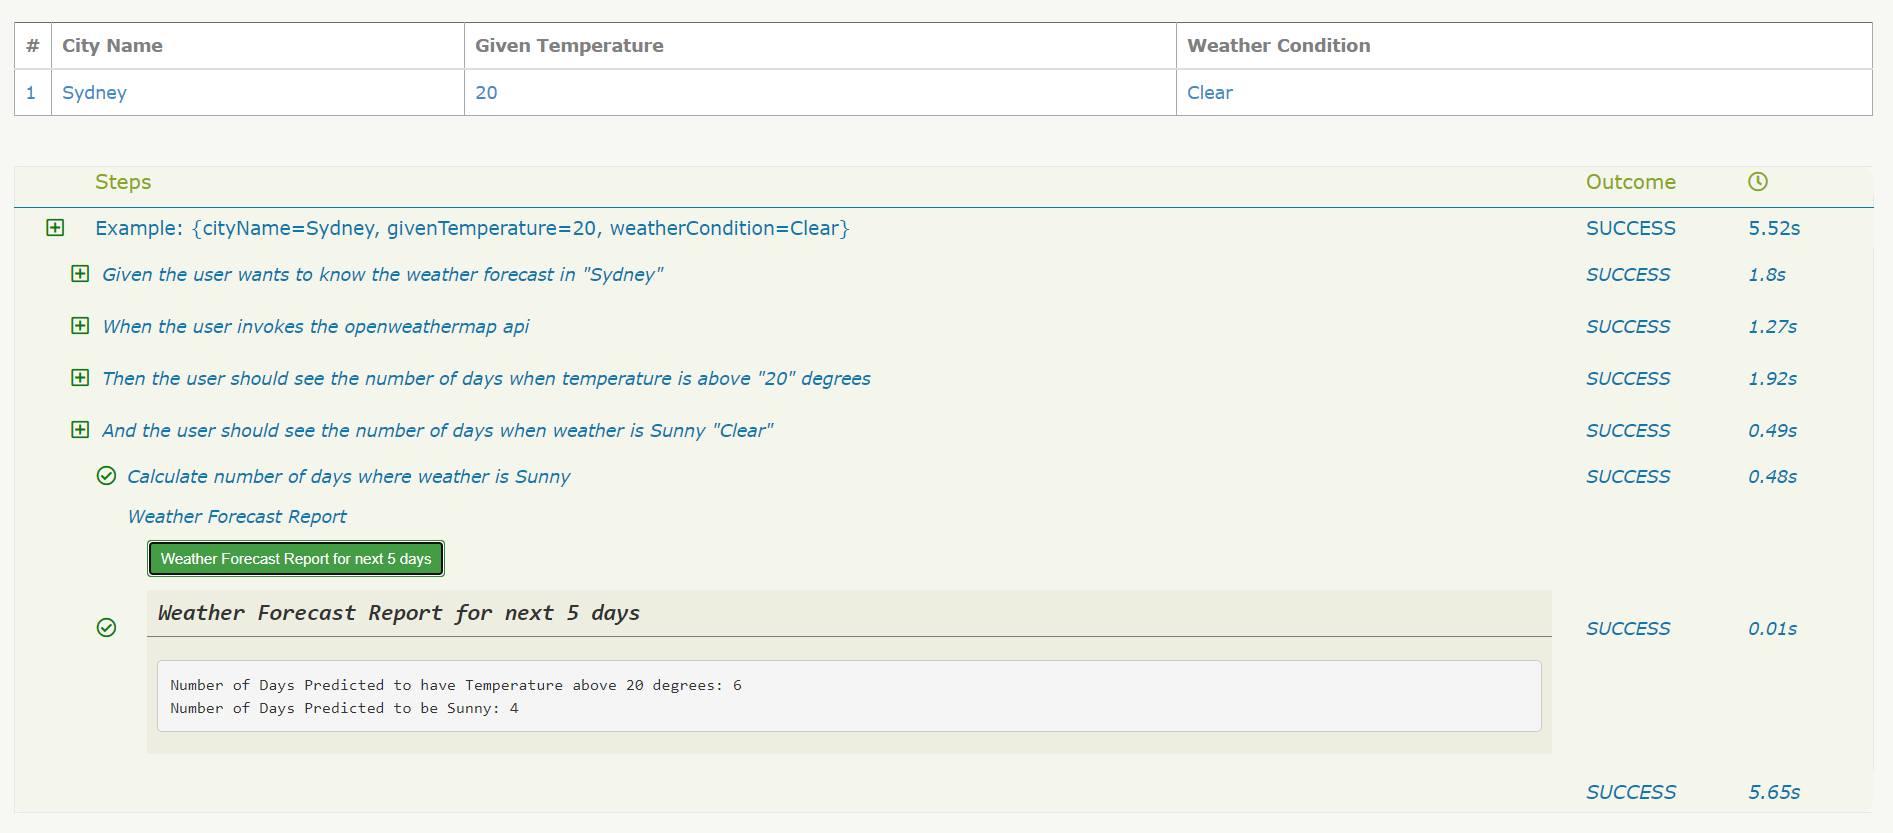 # City Name Given Temperature Weather Condition
1 Sydney 20 Clear
Steps Outcome
Example: {cityName=Sydney, givenTemperature=20, weatherCondition=Clear} SUCCESS 5.52s
Given the user wants to know the weather forecast in "Sydney" SUCCESS 1.8s
When the user invokes the openweathermap api SUCCESS 1.27s
Then the user should see the number of days when temperature is above "20" degrees SUCCESS 1.92s
And the user should see the number of days when weather is Sunny "Clear" SUCCESS 0.49s
Calculate number of days where weather is Sunny SUCCESS 0.48s
Weather Forecast Report
Weather Forecast Report for next 5 days
Weather Forecast Report for next 5 days
SUCCESS 0.01s
Number of Days Predicted to have Temperature above 20 degrees: 6
Number of Days Predicted to be Sunny: 4
SUCCESS 5.65s